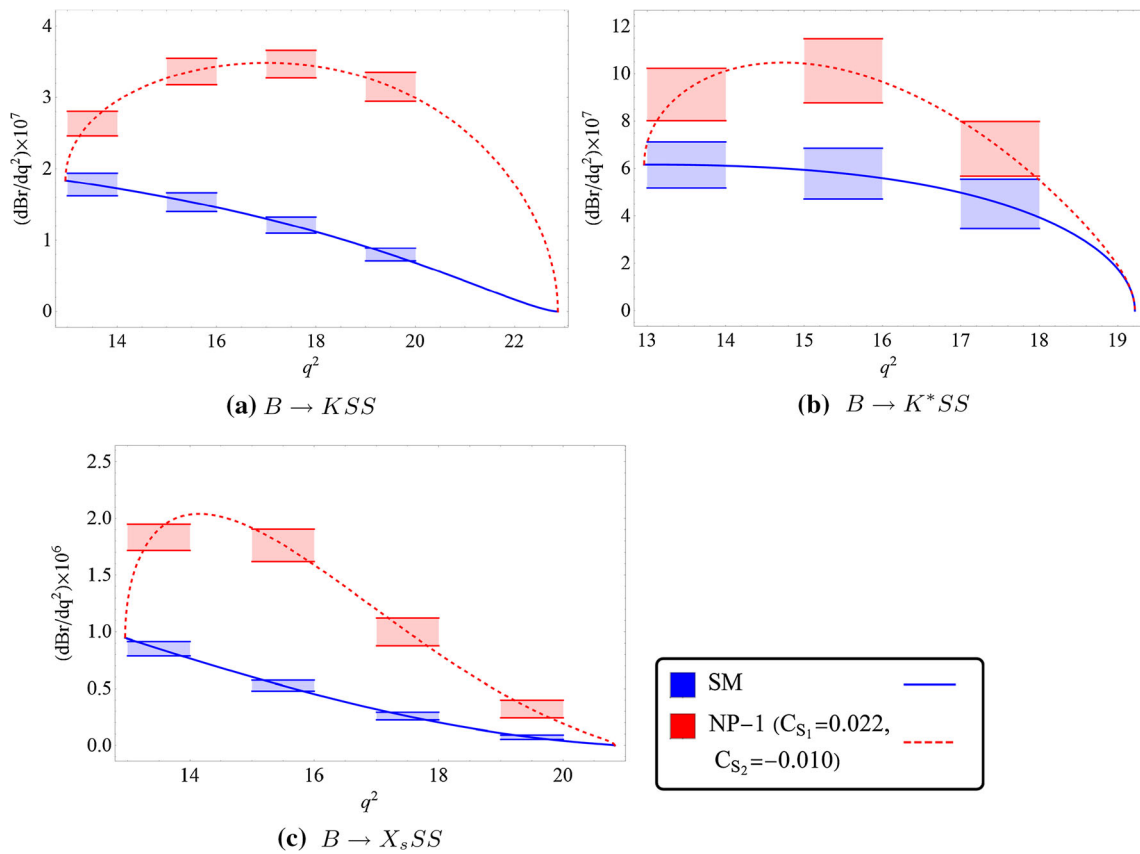 (dBr/dq²)×10⁷
4
3
2
1
0
14
16
18
20
22
q²
(a) B → KSS
(dBr/dq²)×10⁷
12
10
8
6
4
2
0
13
14
15
16
17
18
19
q²
(b) B → K*SS
(dBr/dq²)×10⁶
2.5
2.0
1.5
1.0
0.5
0.0
14
16
18
20
q²
(c) B → XₛSS
SM
NP−1 (C_S₁=0.022,
C_S₂=−0.010)